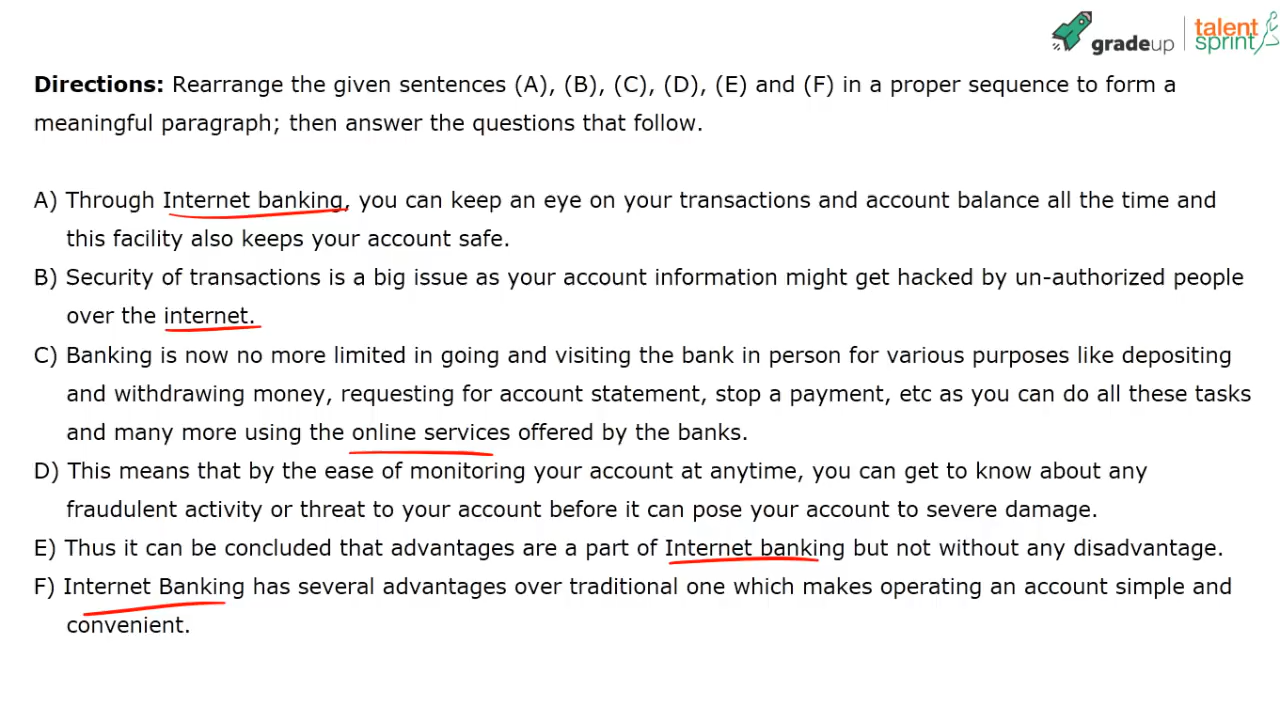 gradeup
talent
sprint
Directions: Rearrange the given sentences (A), (B), (C), (D), (E) and (F) in a proper sequence to form a
meaningful paragraph; then answer the questions that follow.
A) Through Internet banking, you can keep an eye on your transactions and account balance all the time and
this facility also keeps your account safe.
B) Security of transactions is a big issue as your account information might get hacked by un-authorized people
over the internet.
C) Banking is now no more limited in going and visiting the bank in person for various purposes like depositing
and withdrawing money, requesting for account statement, stop a payment, etc as you can do all these tasks
and many more using the online services offered by the banks.
D) This means that by the ease of monitoring your account at anytime, you can get to know about any
fraudulent activity or threat to your account before it can pose your account to severe damage.
E) Thus it can be concluded that advantages are a part of Internet banking but not without any disadvantage.
F) Internet Banking has several advantages over traditional one which makes operating an account simple and
convenient.